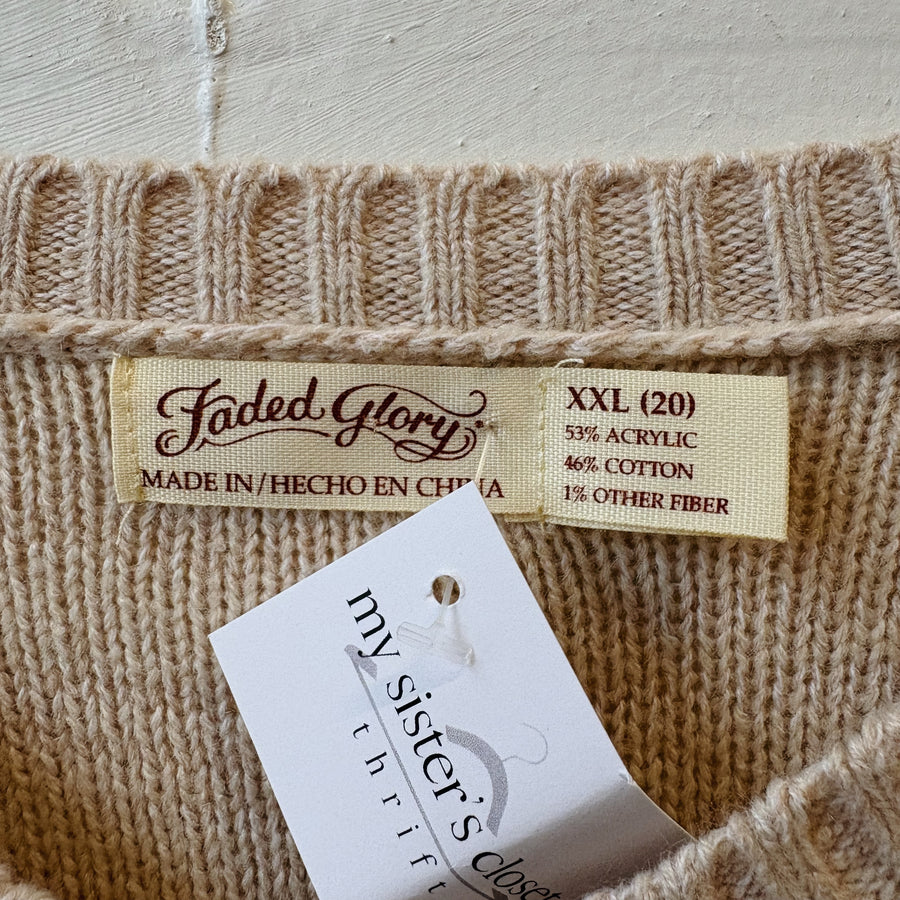 Faded Glory
MADE IN/HECHO EN CHINA
XXL (20)
53% ACRYLIC
46% COTTON
1% OTHER FIBER
my sister's closet
thrift